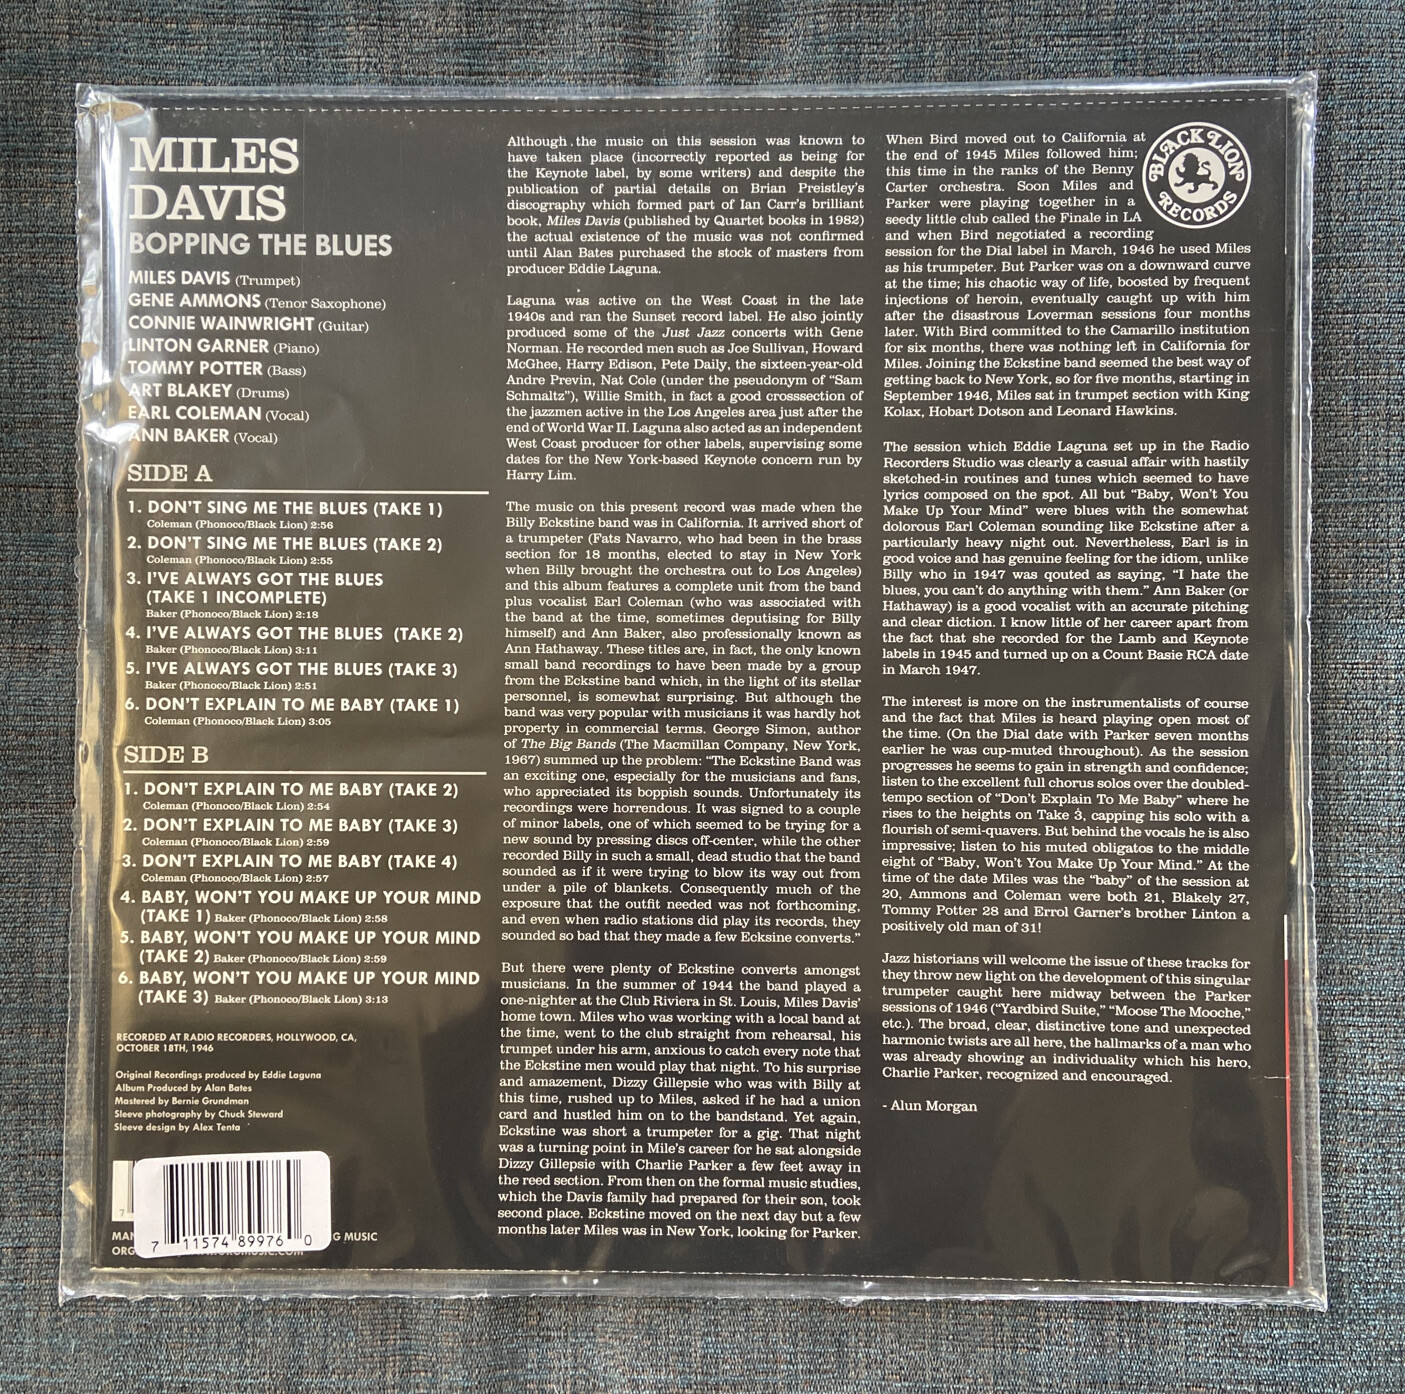 MILES
DAVIS
BOPPING THE BLUES
MILES DAVIS (Trumpet)
GENE AMMONS (Tenor Saxophone)
CONNIE WAINWRIGHT (Guitar)
LINTON GARNER (Piano)
TOMMY POTTER (Bass)
ART BLAKEY (Drums)
EARL COLEMAN (Vocal)
ANN BAKER (Vocal)
SIDE A
1. DON'T SING ME THE BLUES (TAKE 1)
Coleman (Phonoco/Black Lion) 2:56
2. DON'T SING ME THE BLUES (TAKE 2)
Coleman (Phonoco/Black Lion) 2:55
3. I'VE ALWAYS GOT THE BLUES
(TAKE 1 INCOMPLETE)
Baker (Phonoco/Black Lion) 2:18
4. I'VE ALWAYS GOT THE BLUES (TAKE 2)
Baker (Phonoco/Black Lion) 3:11
5. I'VE ALWAYS GOT THE BLUES (TAKE 3)
Baker (Phonoco/Black Lion) 2:51
6. DON'T EXPLAIN TO ME BABY (TAKE 1)
Coleman (Phonoco/Black Lion) 3:05
SIDE B
1. DON'T EXPLAIN TO ME BABY (TAKE 2)
Coleman (Phonoco/Black Lion) 2:54
2. DON'T EXPLAIN TO ME BABY (TAKE 3)
Coleman (Phonoco/Black Lion) 2:59
3. DON'T EXPLAIN TO ME BABY (TAKE 4)
Coleman (Phonoco/Black Lion) 2:57
4. BABY, WON'T YOU MAKE UP YOUR MIND
(TAKE 1) Baker (Phonoco/Black Lion) 2:58
5. BABY, WON'T YOU MAKE UP YOUR MIND
(TAKE 2) Baker (Phonoco/Black Lion) 2:59
6. BABY, WON'T YOU MAKE UP YOUR MIND
(TAKE 3) Baker (Phonoco/Black Lion) 3:13
RECORDED AT RADIO RECORDERS, HOLLYWOOD, CA,
OCTOBER 18TH, 1946
Original Recordings produced by Eddie Laguna
Album Produced by Alan Bates
Mastered by Bernie Grundman
Sleeve photography by Chuck Steward
Sleeve design by Alex Tenta
7 11574 89976 0
G MUSIC
Although the music on this session was known to
have taken place (incorrectly reported as being for
the Keynote label, by some writers) and despite the
publication of partial details on Brian Preistley's
discography which formed part of Ian Carr's brilliant
book, Miles Davis (published by Quartet books in 1982)
the actual existence of the music was not confirmed
until Alan Bates purchased the stock of masters from
producer Eddie Laguna.
Laguna was active on the West Coast in the late
1940s and ran the Sunset record label. He also jointly
produced some of the Just Jazz concerts with Gene
Norman. He recorded men such as Joe Sullivan, Howard
McGhee, Harry Edison, Pete Daily, the sixteen-year-old
Andre Previn, Nat Cole (under the pseudonym of "Sam
Schmaltz"), Willie Smith, in fact a good crosssection of
the jazzmen active in the Los Angeles area just after the
end of World War II. Laguna also acted as an independent
West Coast producer for other labels, supervising some
dates for the New York-based Keynote concern run by
Harry Lim.
The music on this present record was made when the
Billy Eckstine band was in California. It arrived short of
a trumpeter (Fats Navarro, who had been in the brass
section for 18 months, elected to stay in New York
when Billy brought the orchestra out to Los Angeles)
and this album features a complete unit from the band
plus vocalist Earl Coleman (who was associated with
the band at the time, sometimes deputising for Billy
himself) and Ann Baker, also professionally known as
Ann Hathaway. These titles are, in fact, the only known
small band recordings to have been made by a group
from the Eckstine band which, in the light of its stellar
personnel, is somewhat surprising. But although the
band was very popular with musicians it was hardly hot
property in commercial terms. George Simon, author
of The Big Bands (The Macmillan Company, New York,
1967) summed up the problem: "The Eckstine Band was
an exciting one, especially for the musicians and fans,
who appreciated its boppish sounds. Unfortunately its
recordings were horrendous. It was signed to a couple
of minor labels, one of which seemed to be trying for a
new sound by pressing discs off-center, while the other
recorded Billy in such a small, dead studio that the band
sounded as if it were trying to blow its way out from
under a pile of blankets. Consequently much of the
exposure that the outfit needed was not forthcoming,
and even when radio stations did play its records, they
sounded so bad that they made a few Ecksine converts."
But there were plenty of Eckstine converts amongst
musicians. In the summer of 1944 the band played a
one-nighter at the Club Riviera in St. Louis, Miles Davis'
home town. Miles who was working with a local band at
the time, went to the club straight from rehearsal, his
trumpet under his arm, anxious to catch every note that
the Eckstine men would play that night. To his surprise
and amazement, Dizzy Gillepsie who was with Billy at
this time, rushed up to Miles, asked if he had a union
card and hustled him on to the bandstand. Yet again,
Eckstine was short a trumpeter for a gig. That night
was a turning point in Mile's career for he sat alongside
Dizzy Gillepsie with Charlie Parker a few feet away in
the reed section. From then on the formal music studies,
which the Davis family had prepared for their son, took
second place. Eckstine moved on the next day but a few
months later Miles was in New York, looking for Parker.
When Bird moved out to California at
the end of 1945 Miles followed him;
this time in the ranks of the Benny
Carter orchestra. Soon Miles and
Parker were playing together in a
seedy little club called the Finale in LA
and when Bird negotiated a recording
session for the Dial label in March, 1946 he used Miles
as his trumpeter. But Parker was on a downward curve
at the time; his chaotic way of life, boosted by frequent
injections of heroin, eventually caught up with him
after the disastrous Loverman sessions four months
later. With Bird committed to the Camarillo institution
for six months, there was nothing left in California for
Miles. Joining the Eckstine band seemed the best way of
getting back to New York, so for five months, starting in
September 1946, Miles sat in trumpet section with King
Kolax, Hobart Dotson and Leonard Hawkins.
The session which Eddie Laguna set up in the Radio
Recorders Studio was clearly a casual affair with hastily
sketched-in routines and tunes which seemed to have
lyrics composed on the spot. All but "Baby, Won't You
Make Up Your Mind" were blues with the somewhat
dolorous Earl Coleman sounding like Eckstine after a
particularly heavy night out. Nevertheless, Earl is in
good voice and has genuine feeling for the idiom, unlike
Billy who in 1947 was qouted as saying, "I hate the
blues, you can't do anything with them." Ann Baker (or
Hathaway) is a good vocalist with an accurate pitching
and clear diction. I know little of her career apart from
the fact that she recorded for the Lamb and Keynote
labels in 1945 and turned up on a Count Basie RCA date
in March 1947.
The interest is more on the instrumentalists of course
and the fact that Miles is heard playing open most of
the time. (On the Dial date with Parker seven months
earlier he was cup-muted throughout). As the session
progresses he seems to gain in strength and confidence;
listen to the excellent full chorus solos over the doubled-
tempo section of "Don't Explain To Me Baby" where he
rises to the heights on Take 3, capping his solo with a
flourish of semi-quavers. But behind the vocals he is also
impressive; listen to his muted obligatos to the middle
eight of "Baby, Won't You Make Up Your Mind." At the
time of the date Miles was the "baby" of the session at
20, Ammons and Coleman were both 21, Blakely 27,
Tommy Potter 28 and Errol Garner's brother Linton a
positively old man of 31!
Jazz historians will welcome the issue of these tracks for
they throw new light on the development of this singular
trumpeter caught here midway between the Parker
sessions of 1946 ("Yardbird Suite," "Moose The Mooche,"
etc.). The broad, clear, distinctive tone and unexpected
harmonic twists are all here, the hallmarks of a man who
was already showing an individuality which his hero,
Charlie Parker, recognized and encouraged.
- Alun Morgan
BLACK LION
RECORDS